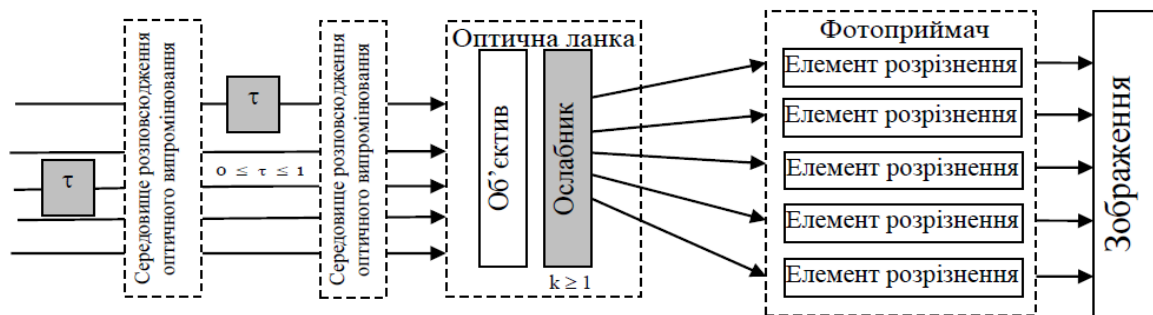 Середовище розповсюдження
оптичного випромінювання
τ
τ
0 ≤ τ ≤ 1
Середовище розповсюдження
оптичного випромінювання
Оптична ланка
Об’єктив
Ослабник
k ≥ 1
Фотоприймач
Елемент розрізнення
Елемент розрізнення
Елемент розрізнення
Елемент розрізнення
Елемент розрізнення
Зображення